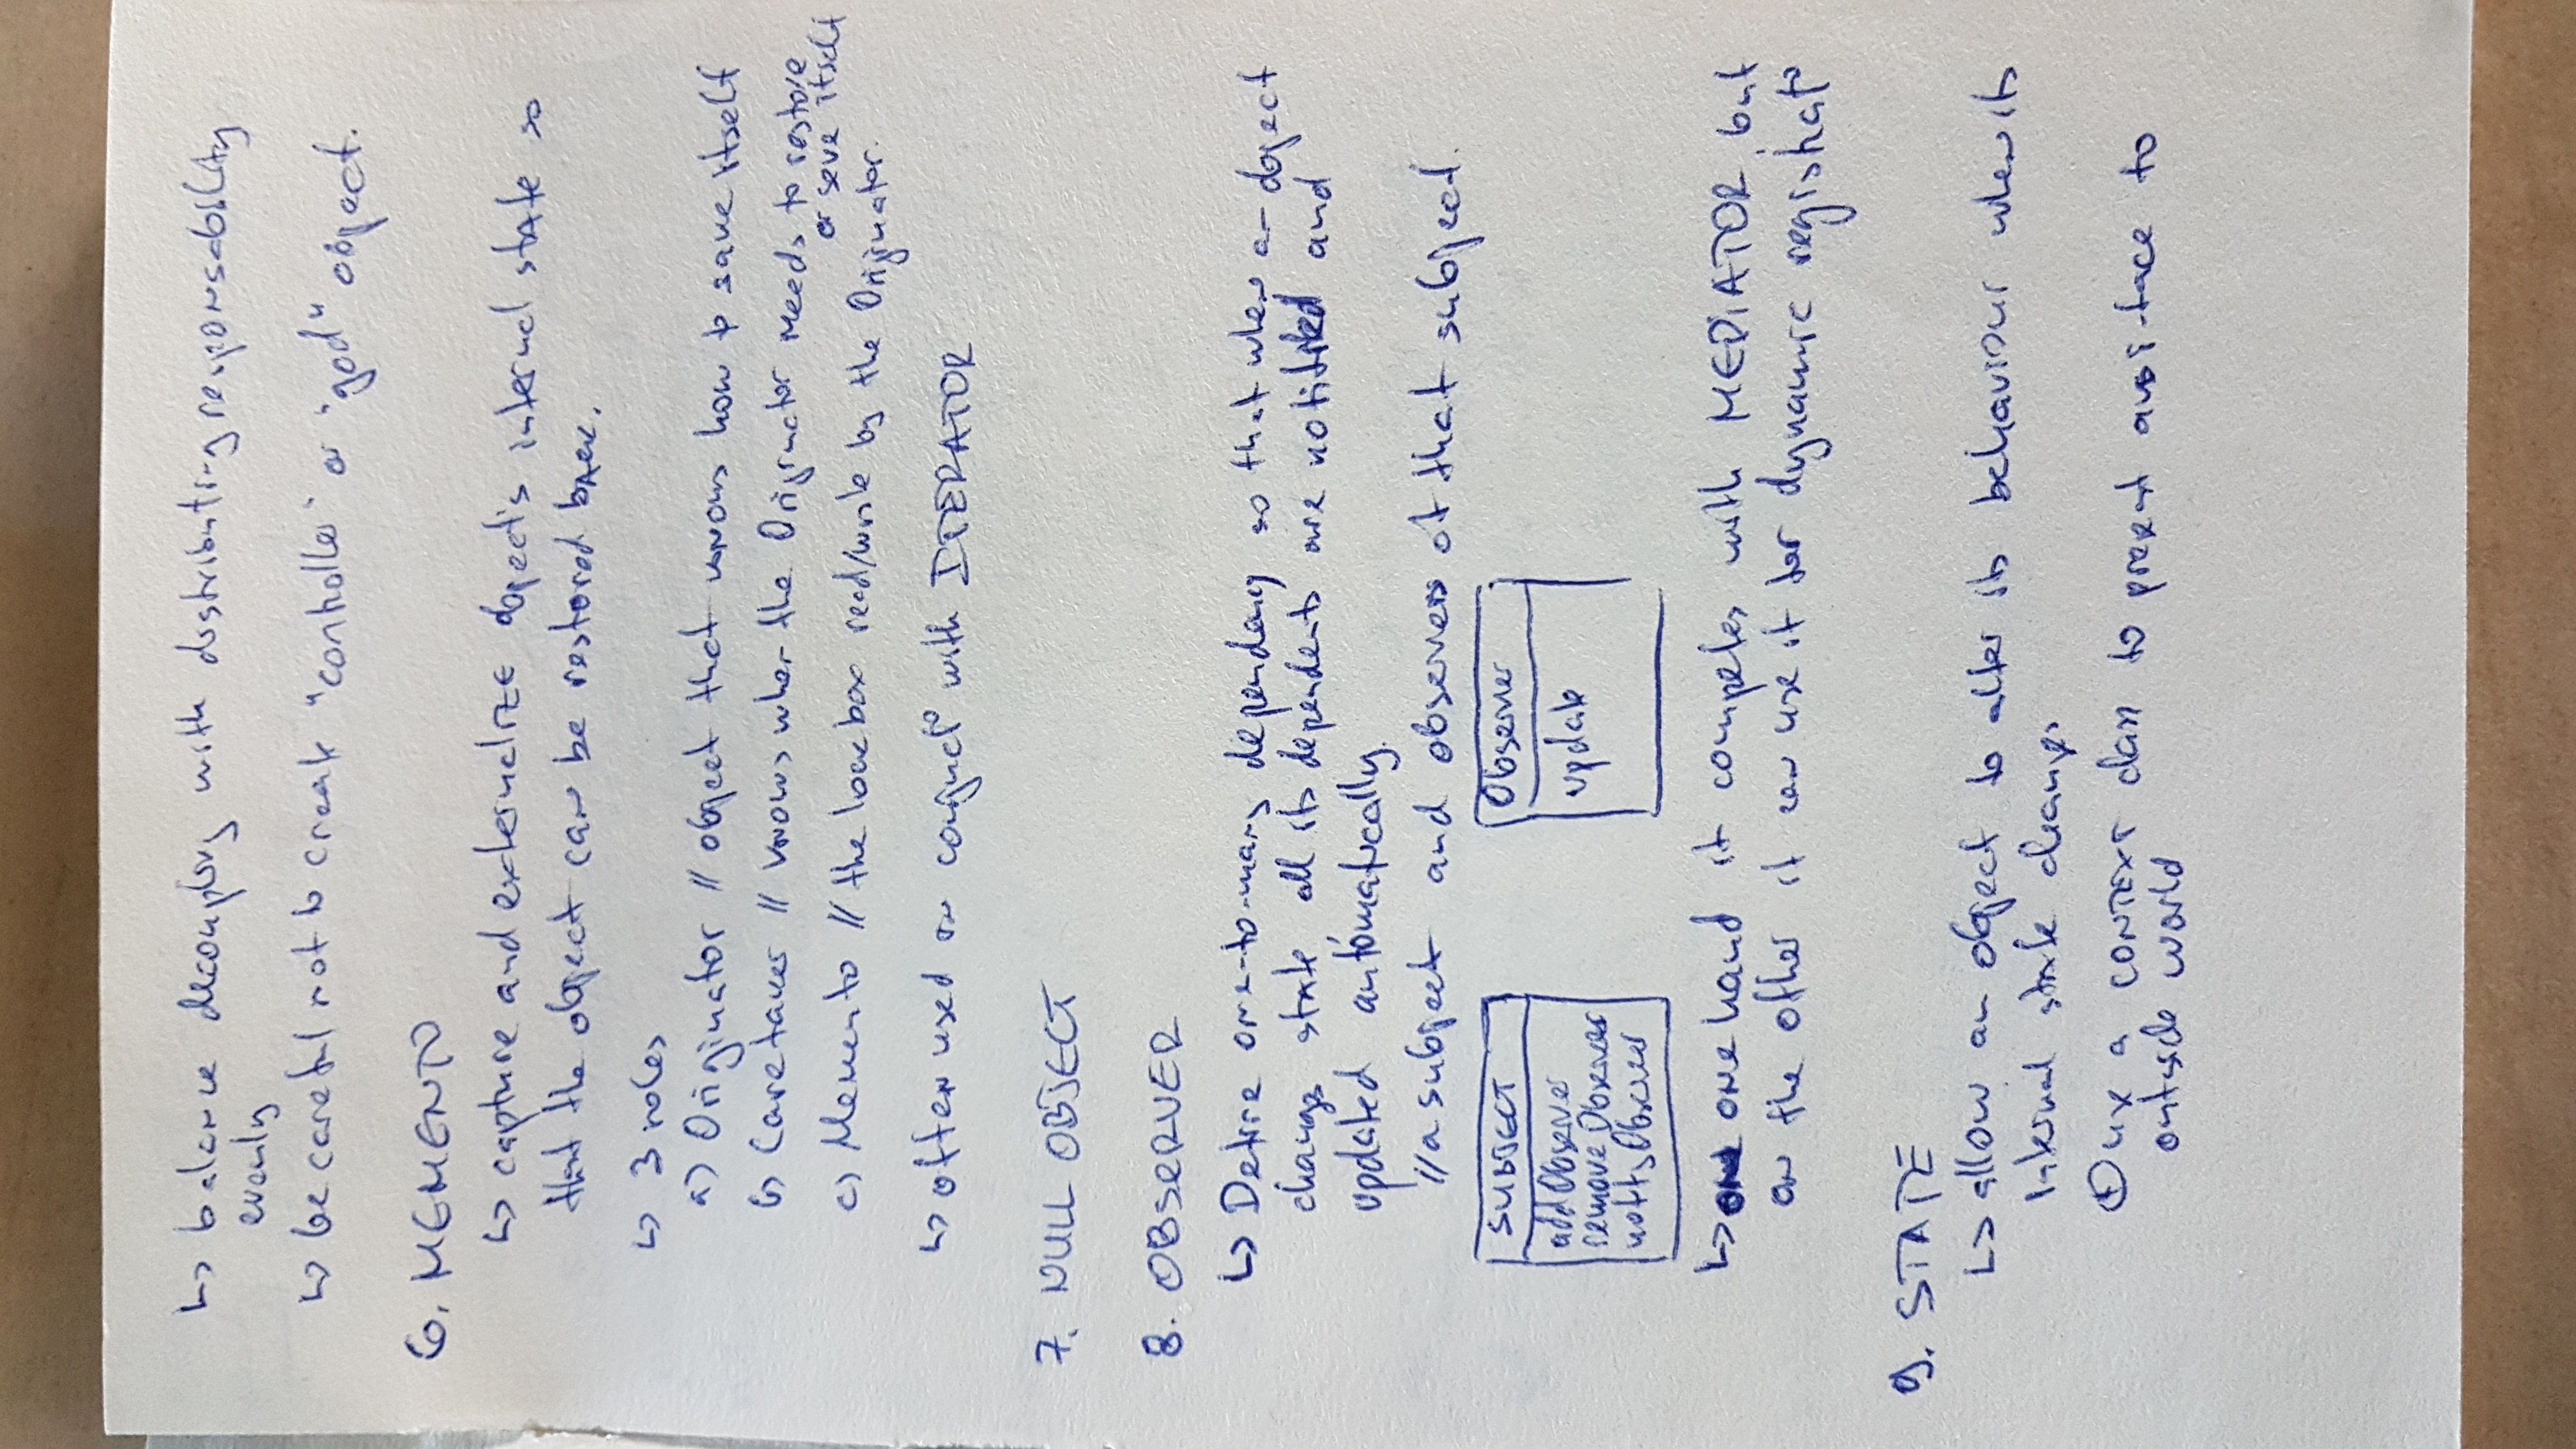 ↳ balance decoupling with distributing responsability
evenly
↳ be careful not to create "controller" or "god" object.
6. MEMENTO
↳ capture and externalize object's internal state so
that the object can be restored back.
↳ 3 roles
a) Originator // object that knows how to save itself
b) Caretaker // knows when the Originator needs to restore
or save itself
c) Memento // the lock box read/write by the Originator.
↳ often used in conjunct° with ITERATOR
7. NULL OBJECT
8. OBSERVER
↳ Define one-to-many dependency so that when an object
changes state, all its dependents are notified and
updated automatically.
// a subject and observers of that subject.
SUBJECT
addObserver
removeObserver
notifyObserver
Observer
update
↳ on one hand it competes with MEDIATOR, but
on the other it can use it for dynamic registrat°
9. STATE
↳ allow an object to alter its behaviour when its
internal state changes
① a CONTEXT class to present to
outside world